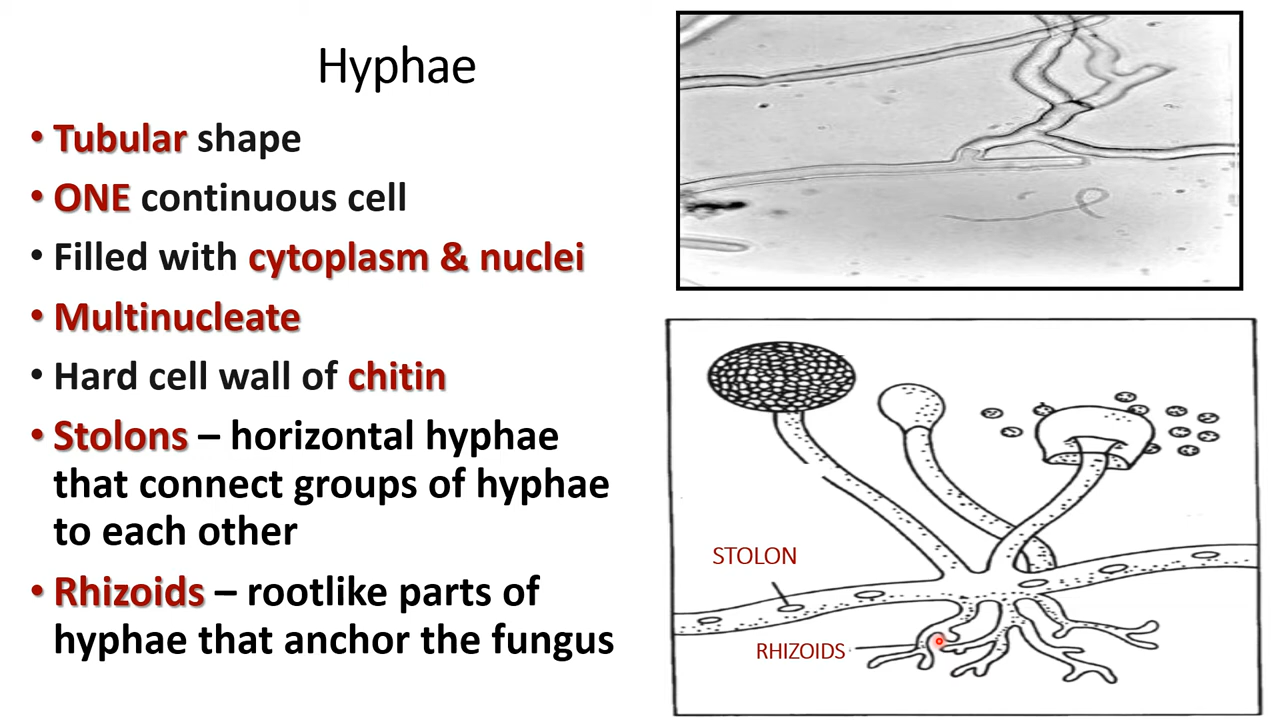 Hyphae
• Tubular shape
• ONE continuous cell
• Filled with cytoplasm & nuclei
• Multinucleate
• Hard cell wall of chitin
• Stolons – horizontal hyphae
that connect groups of hyphae
to each other
• Rhizoids – rootlike parts of
hyphae that anchor the fungus
STOLON
RHIZOIDS